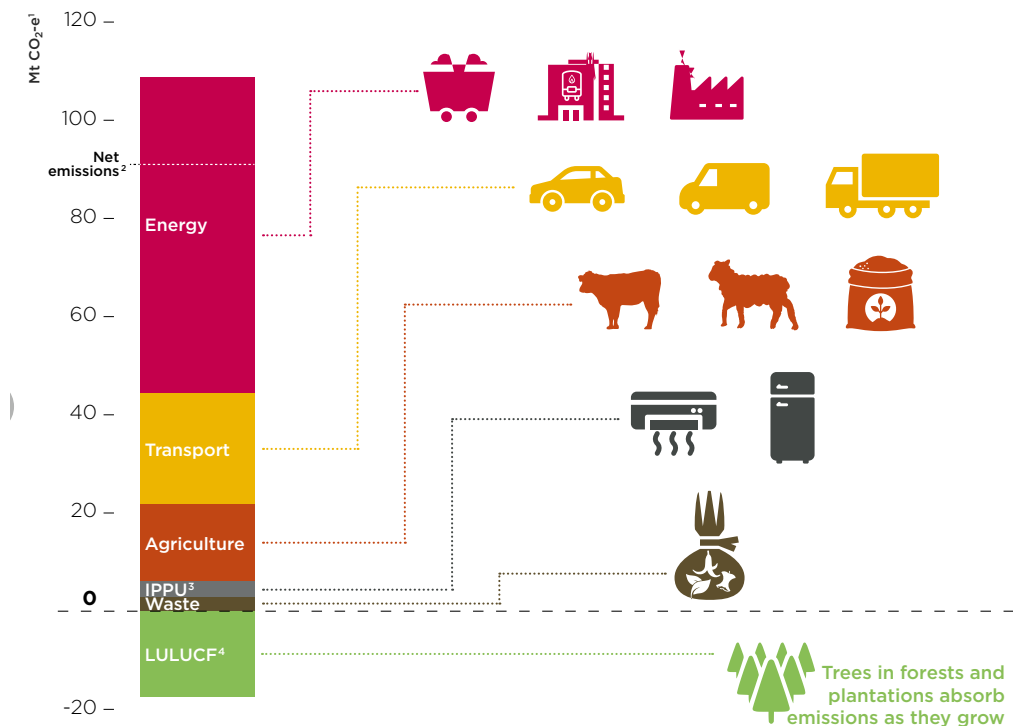 Mt CO₂-e¹
120
100
Net
emissions²
80
Energy
60
40
Transport
20
Agriculture
IPPU³
0
Waste
LULUCF⁴
-20
Trees in forests and
plantations absorb
emissions as they grow